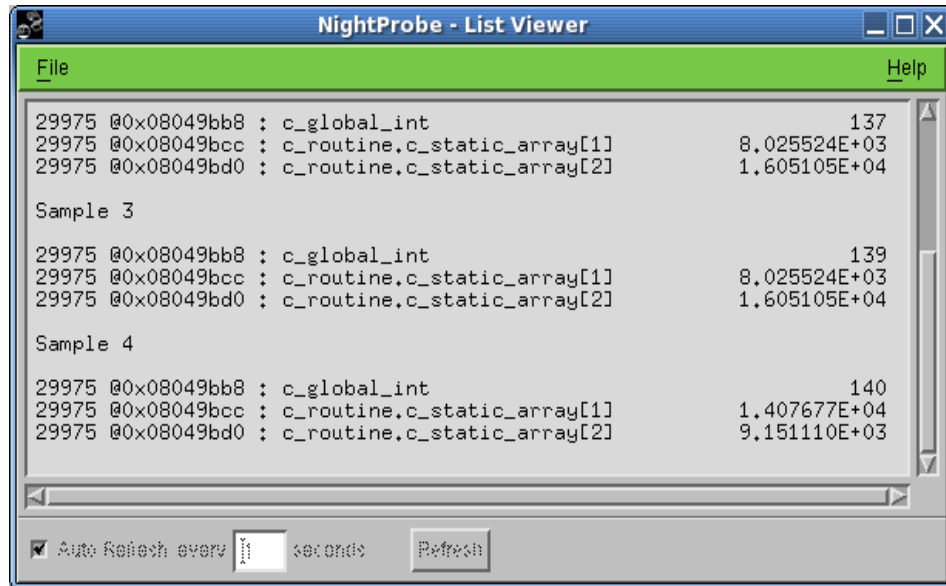 NightProbe - List Viewer
File Help
29975 @0x08049bb8 : c_global_int 137
29975 @0x08049bcc : c_routine.c_static_array[1] 8.025524E+03
29975 @0x08049bd0 : c_routine.c_static_array[2] 1.605105E+04
Sample 3
29975 @0x08049bb8 : c_global_int 139
29975 @0x08049bcc : c_routine.c_static_array[1] 8.025524E+03
29975 @0x08049bd0 : c_routine.c_static_array[2] 1.605105E+04
Sample 4
29975 @0x08049bb8 : c_global_int 140
29975 @0x08049bcc : c_routine.c_static_array[1] 1.407677E+04
29975 @0x08049bd0 : c_routine.c_static_array[2] 9.151110E+03
Auto Refresh every 1 seconds Refresh